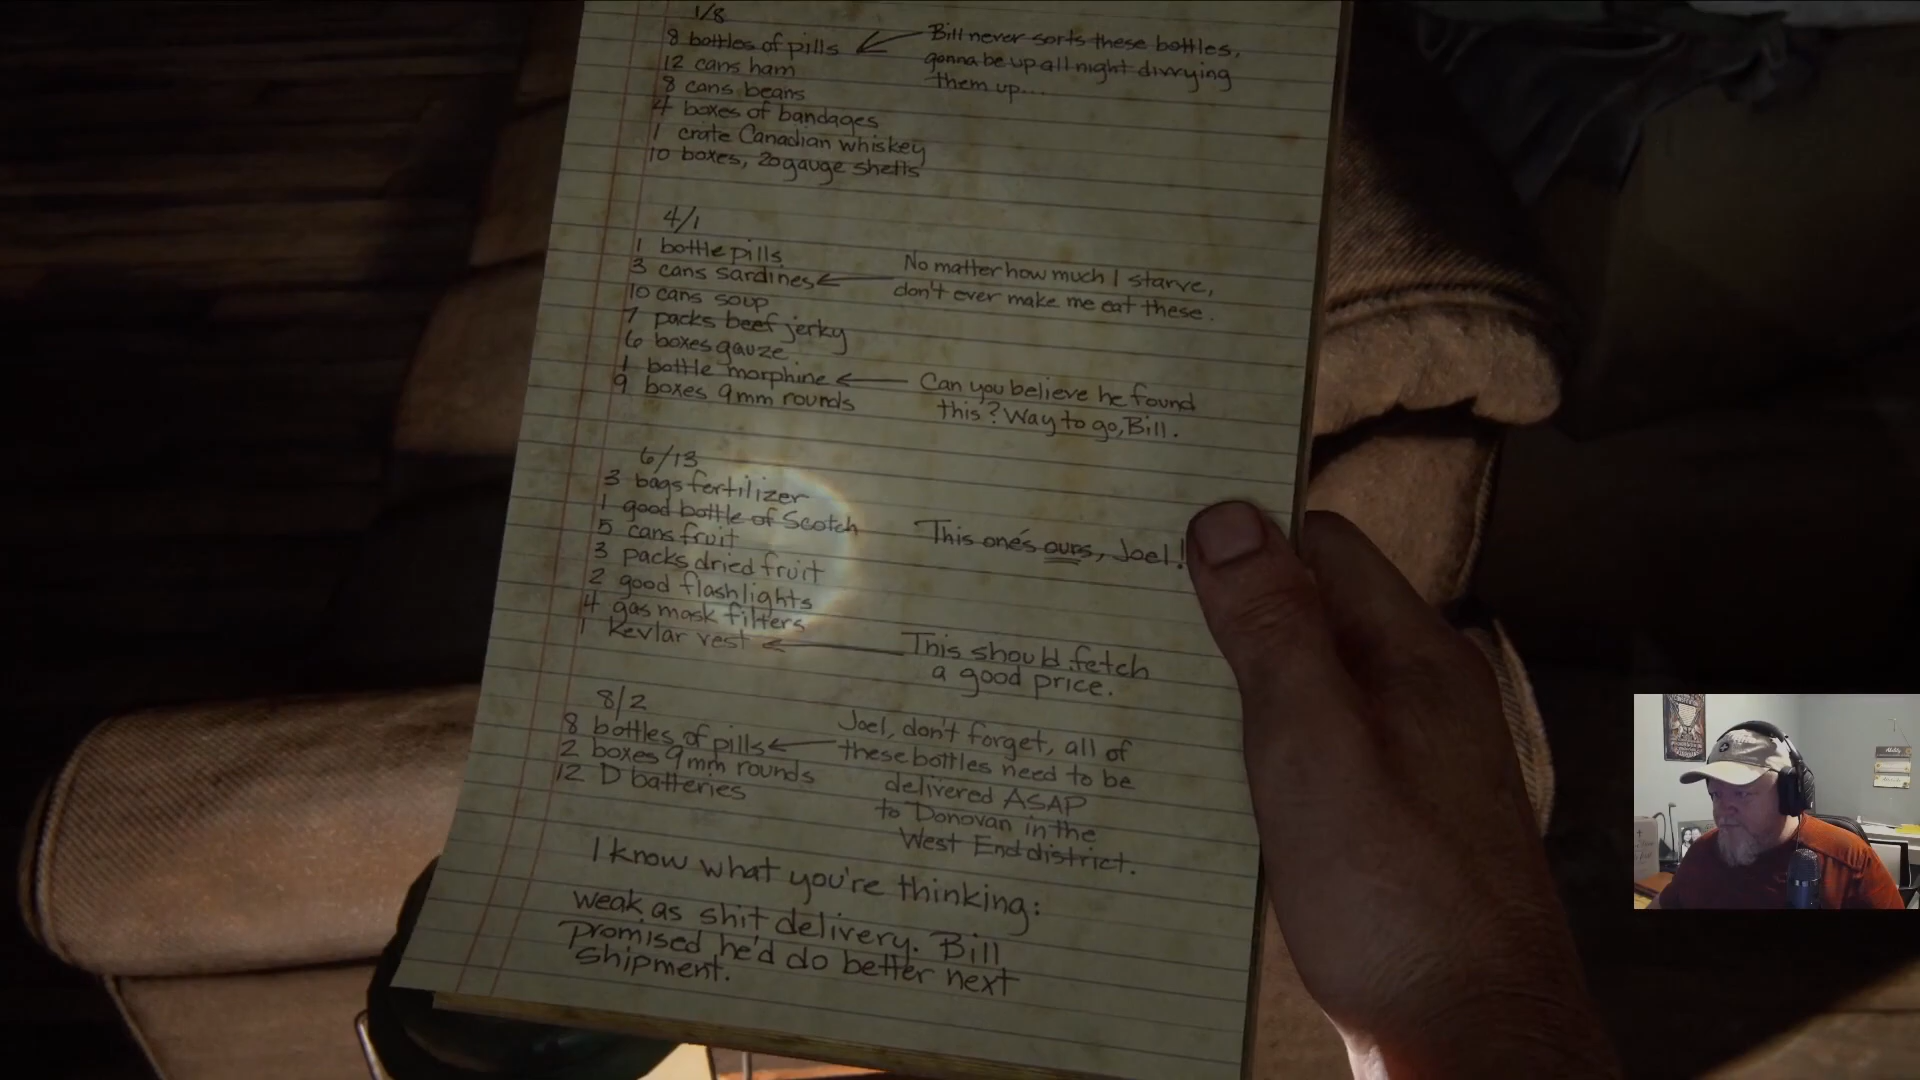 1/8
8 bottles of pills
12 cans ham
8 cans beans
4 boxes of bandages
1 crate Canadian whiskey
10 boxes, 20 gauge shells
Bill never sorts these bottles,
gonna be up all night divvying
them up...
4/1
1 bottle pills
3 cans sardines
10 cans soup
7 packs beef jerky
6 boxes gauze
1 bottle morphine
9 boxes 9mm rounds
No matter how much I starve,
don't ever make me eat these.
Can you believe he found
this? Way to go, Bill.
6/13
3 bags fertilizer
1 good bottle of Scotch
5 cans fruit
3 packs dried fruit
2 good flashlights
4 gas mask filters
1 Kevlar vest
This one's ours, Joel!
This should fetch
a good price.
8/2
8 bottles of pills
2 boxes 9mm rounds
12 D batteries
Joel, don't forget, all of
these bottles need to be
delivered ASAP
to Donovan in the
West End district.
I know what you're thinking:
weak as shit delivery. Bill
promised he'd do better next
shipment.